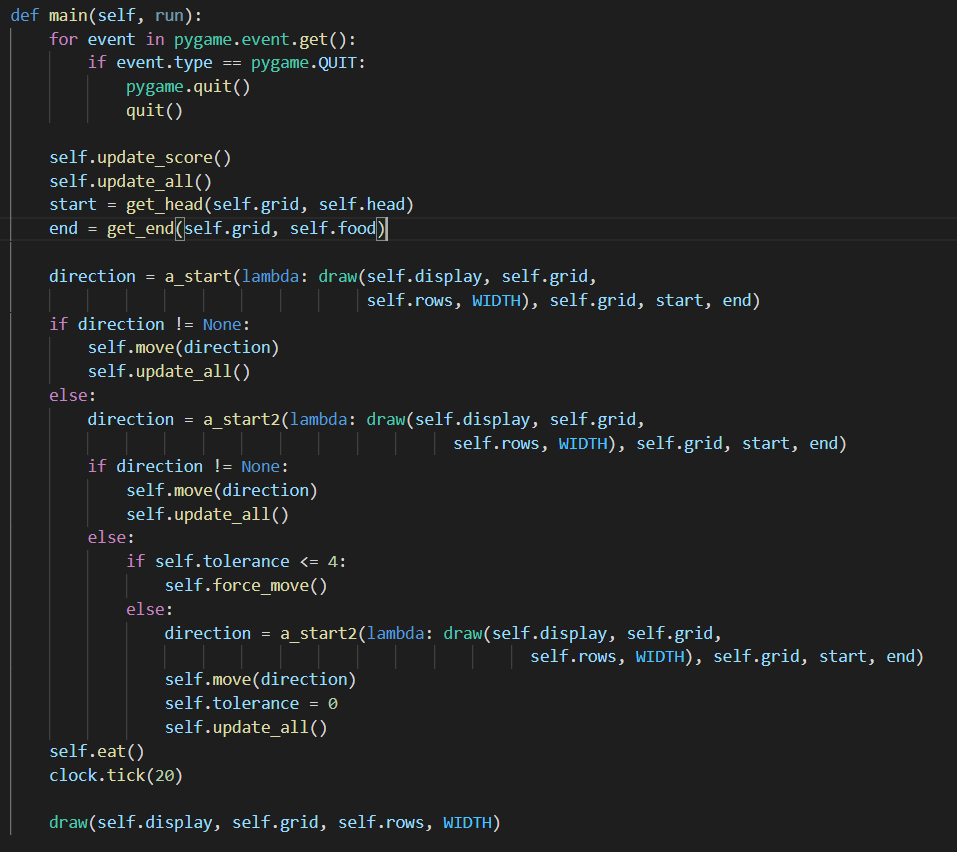 def main(self, run):
    for event in pygame.event.get():
        if event.type == pygame.QUIT:
            pygame.quit()
            quit()

    self.update_score()
    self.update_all()
    start = get_head(self.grid, self.head)
    end = get_end(self.grid, self.food)

    direction = a_start(lambda: draw(self.display, self.grid,
                                     self.rows, WIDTH), self.grid, start, end)
    if direction != None:
        self.move(direction)
        self.update_all()
    else:
        direction = a_start2(lambda: draw(self.display, self.grid,
                                              self.rows, WIDTH), self.grid, start, end)
        if direction != None:
            self.move(direction)
            self.update_all()
        else:
            if self.tolerance <= 4:
                self.force_move()
            else:
                direction = a_start2(lambda: draw(self.display, self.grid,
                                                      self.rows, WIDTH), self.grid, start, end)
                self.move(direction)
                self.tolerance = 0
                self.update_all()
    self.eat()
    clock.tick(20)

    draw(self.display, self.grid, self.rows, WIDTH)